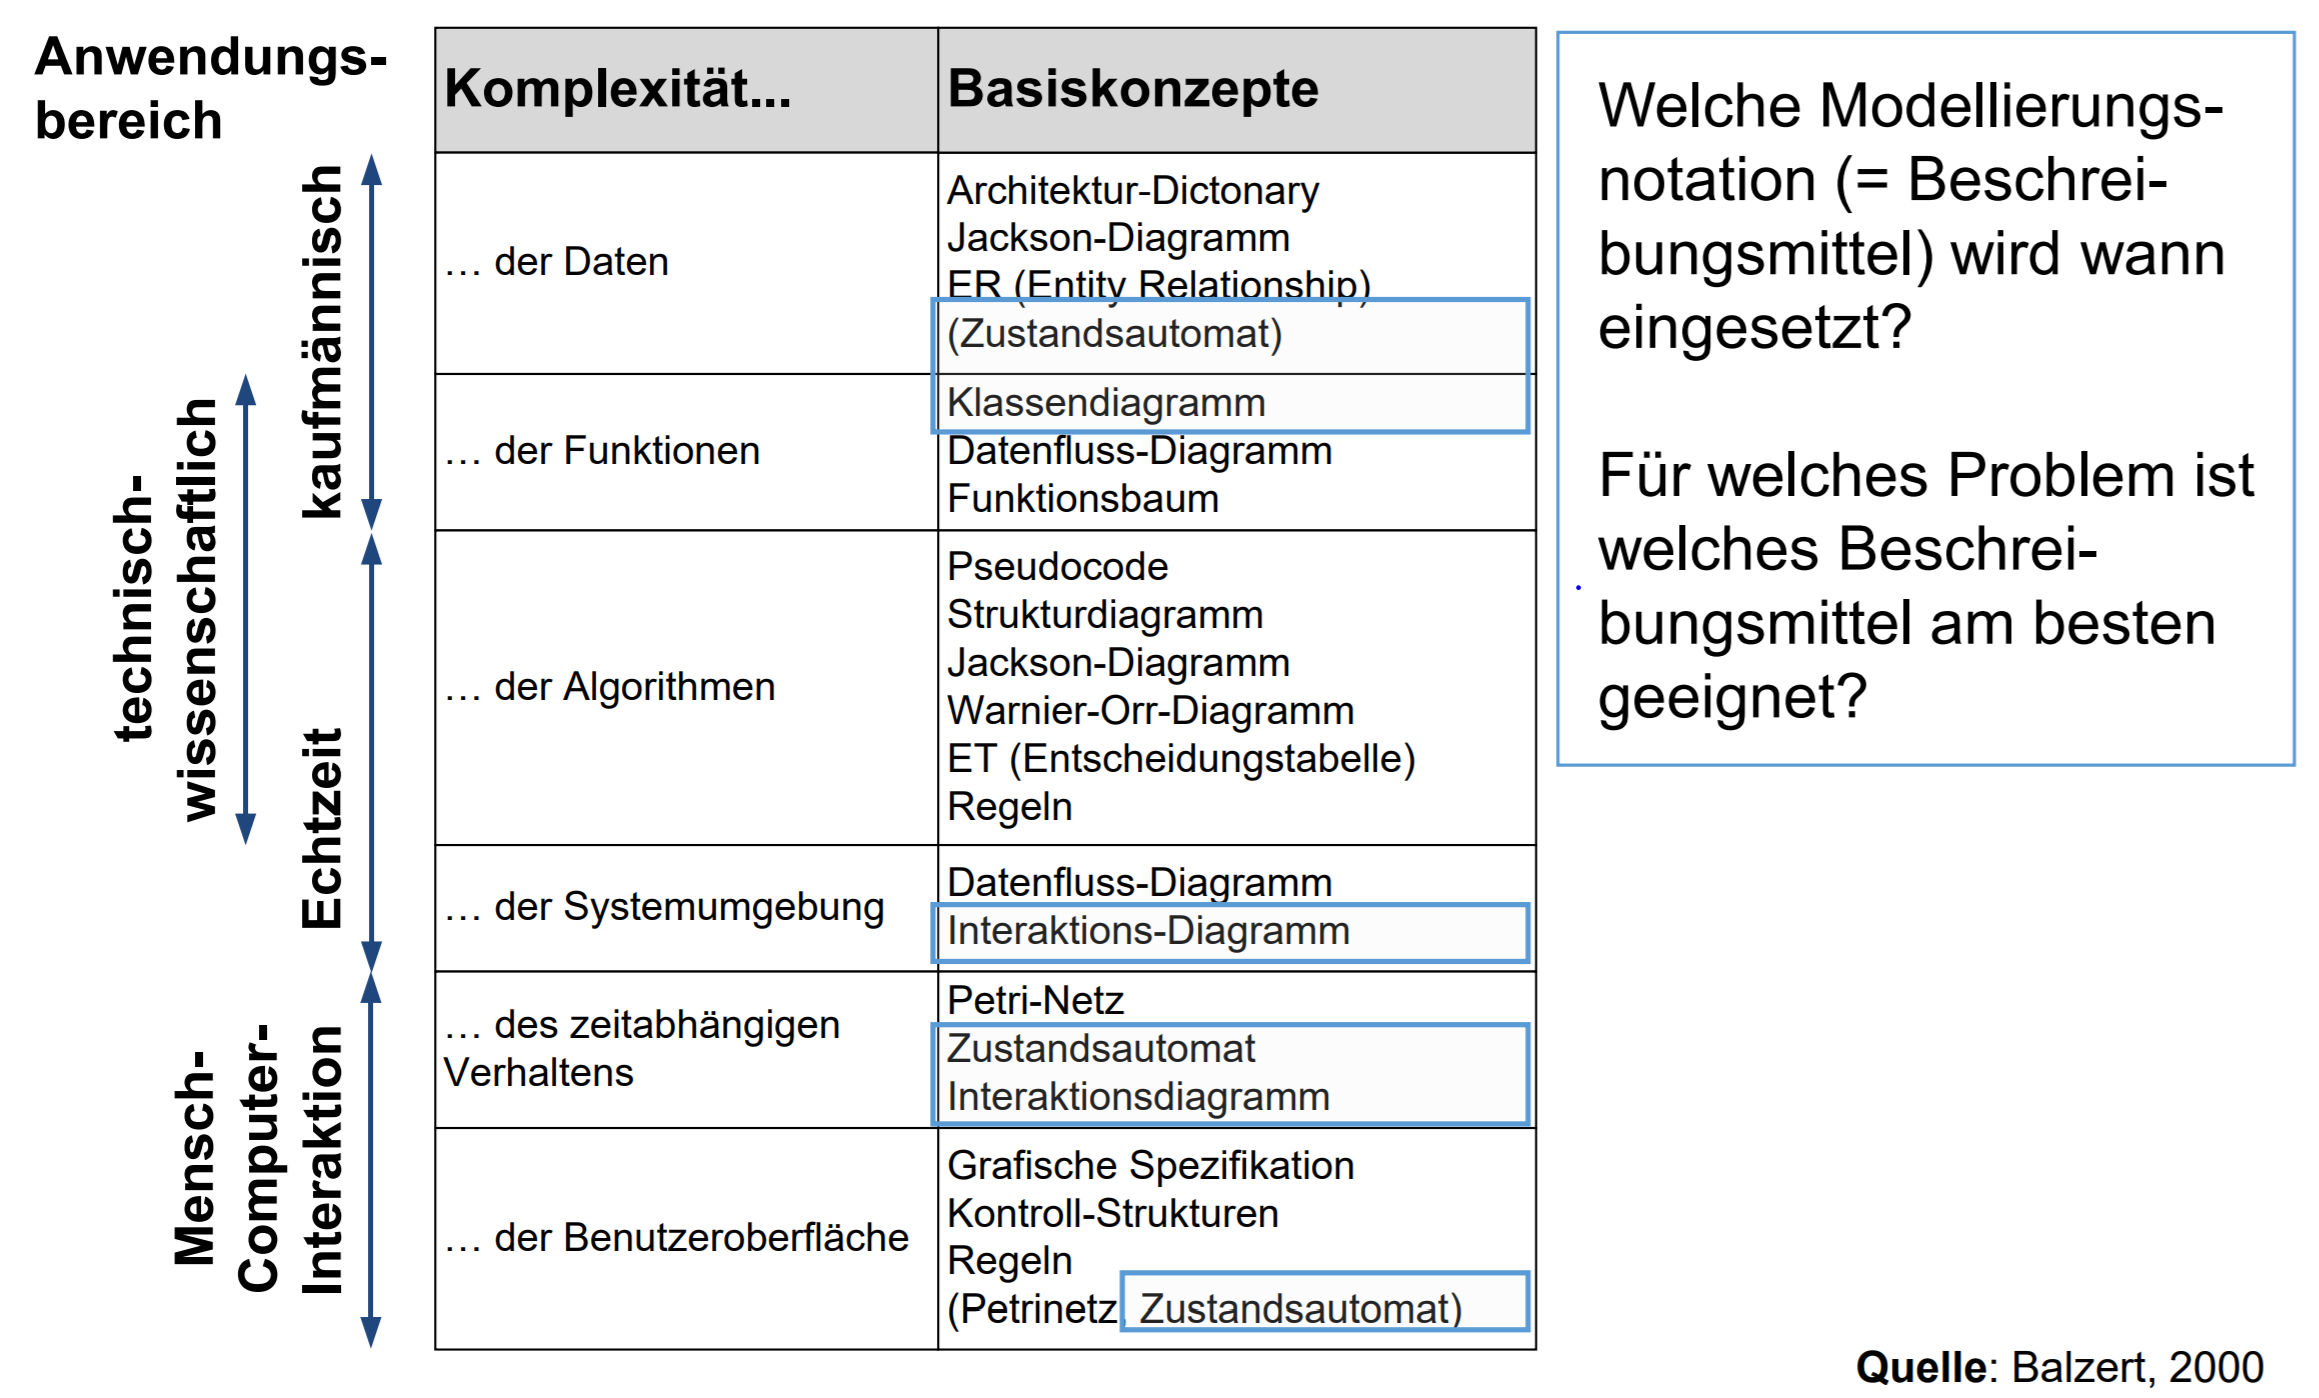 Anwendungs-
bereich
Komplexität...
Basiskonzepte
kaufmännisch
technisch-
wissenschaftlich
Echtzeit
Mensch-
Computer-
Interaktion
… der Daten
Architektur-Dictonary
Jackson-Diagramm
ER (Entity Relationship)
(Zustandsautomat)
… der Funktionen
Klassendiagramm
Datenfluss-Diagramm
Funktionsbaum
… der Algorithmen
Pseudocode
Strukturdiagramm
Jackson-Diagramm
Warnier-Orr-Diagramm
ET (Entscheidungstabelle)
Regeln
… der Systemumgebung
Datenfluss-Diagramm
Interaktions-Diagramm
… des zeitabhängigen
Verhaltens
Petri-Netz
Zustandsautomat
Interaktionsdiagramm
… der Benutzeroberfläche
Grafische Spezifikation
Kontroll-Strukturen
Regeln
(Petrinetz, Zustandsautomat)
Welche Modellierungs-
notation (= Beschrei-
bungsmittel) wird wann
eingesetzt?
Für welches Problem ist
welches Beschrei-
bungsmittel am besten
geeignet?
Quelle: Balzert, 2000